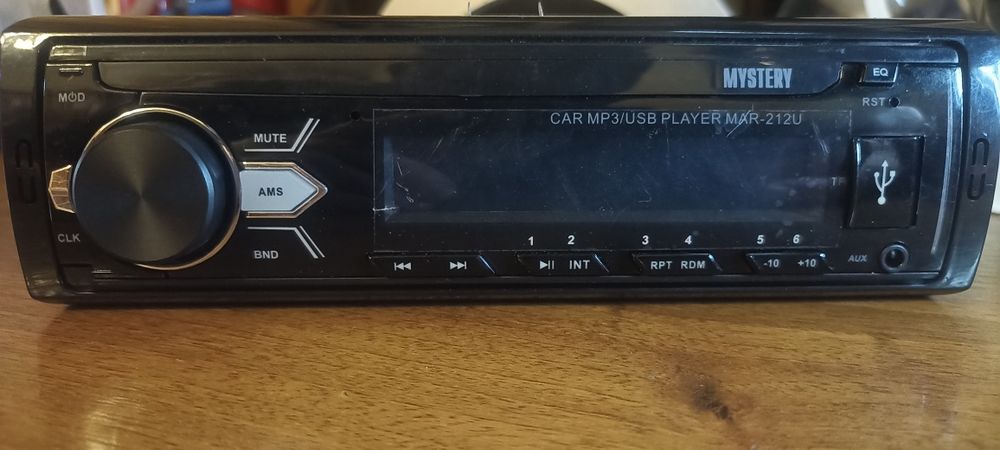 MYSTERY
EQ
MOD
RST
CAR MP3/USB PLAYER MAR-212U
MUTE
AMS
CLK
BND
1 2 3 4 5 6
INT RPT RDM -10 +10
AUX